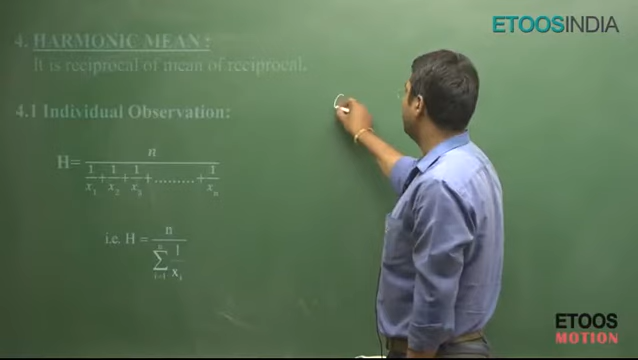 ETOOSINDIA
4. HARMONIC MEAN :
It is reciprocal of mean of reciprocal.
4.1 Individual Observation:
H= n / (1/x₁ + 1/x₂ + 1/x₃ + ......... + 1/xₙ)
i.e. H = n / ∑ⁿᵢ₌₁ 1/xᵢ
ETOOS
MOTION